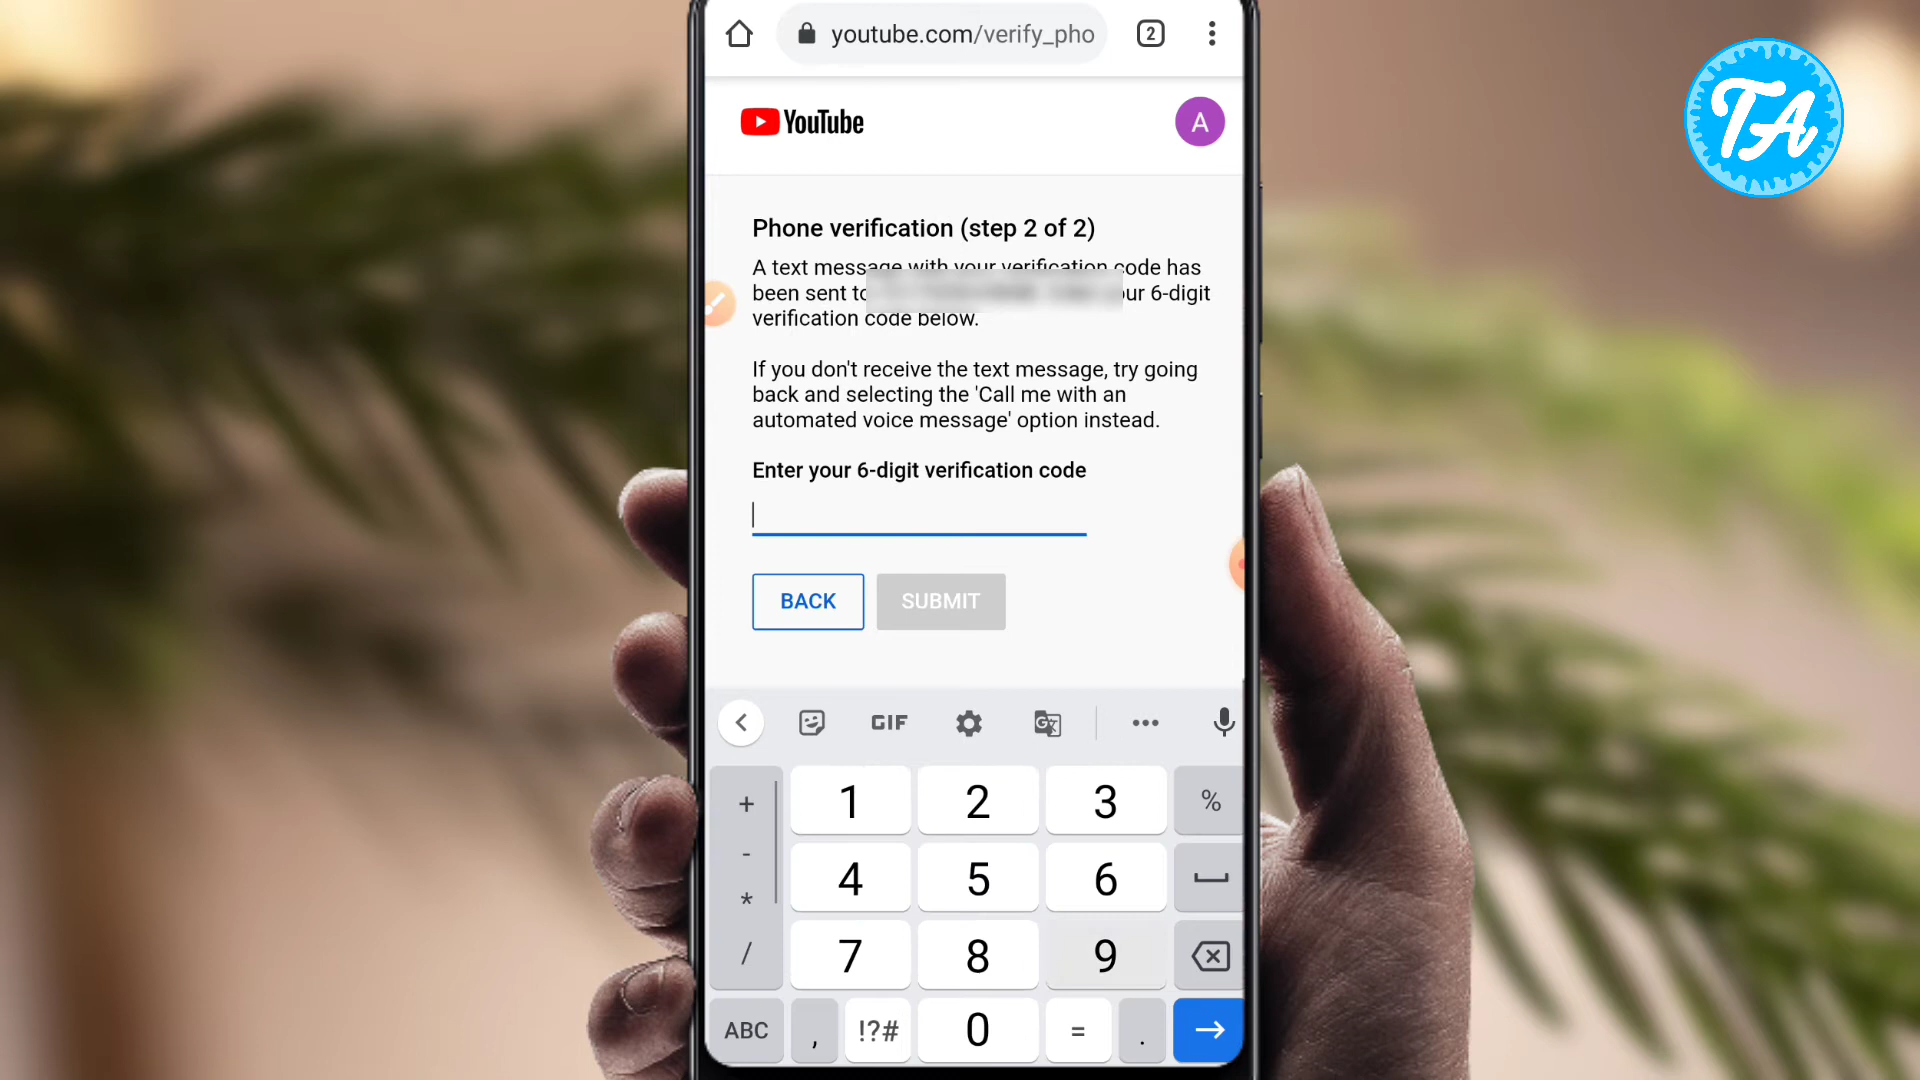 2
youtube.com/verify_pho
TA
YouTube
A
Phone verification (step 2 of 2)
A text message with your verification code has
been sent to your 6-digit
verification code below.
If you don't receive the text message, try going
back and selecting the 'Call me with an
automated voice message' option instead.
Enter your 6-digit verification code
BACK
SUBMIT
GIF
+
1
2
3
%
-
4
5
6
*
/
7
8
9
ABC
,
!?#
0
=
.